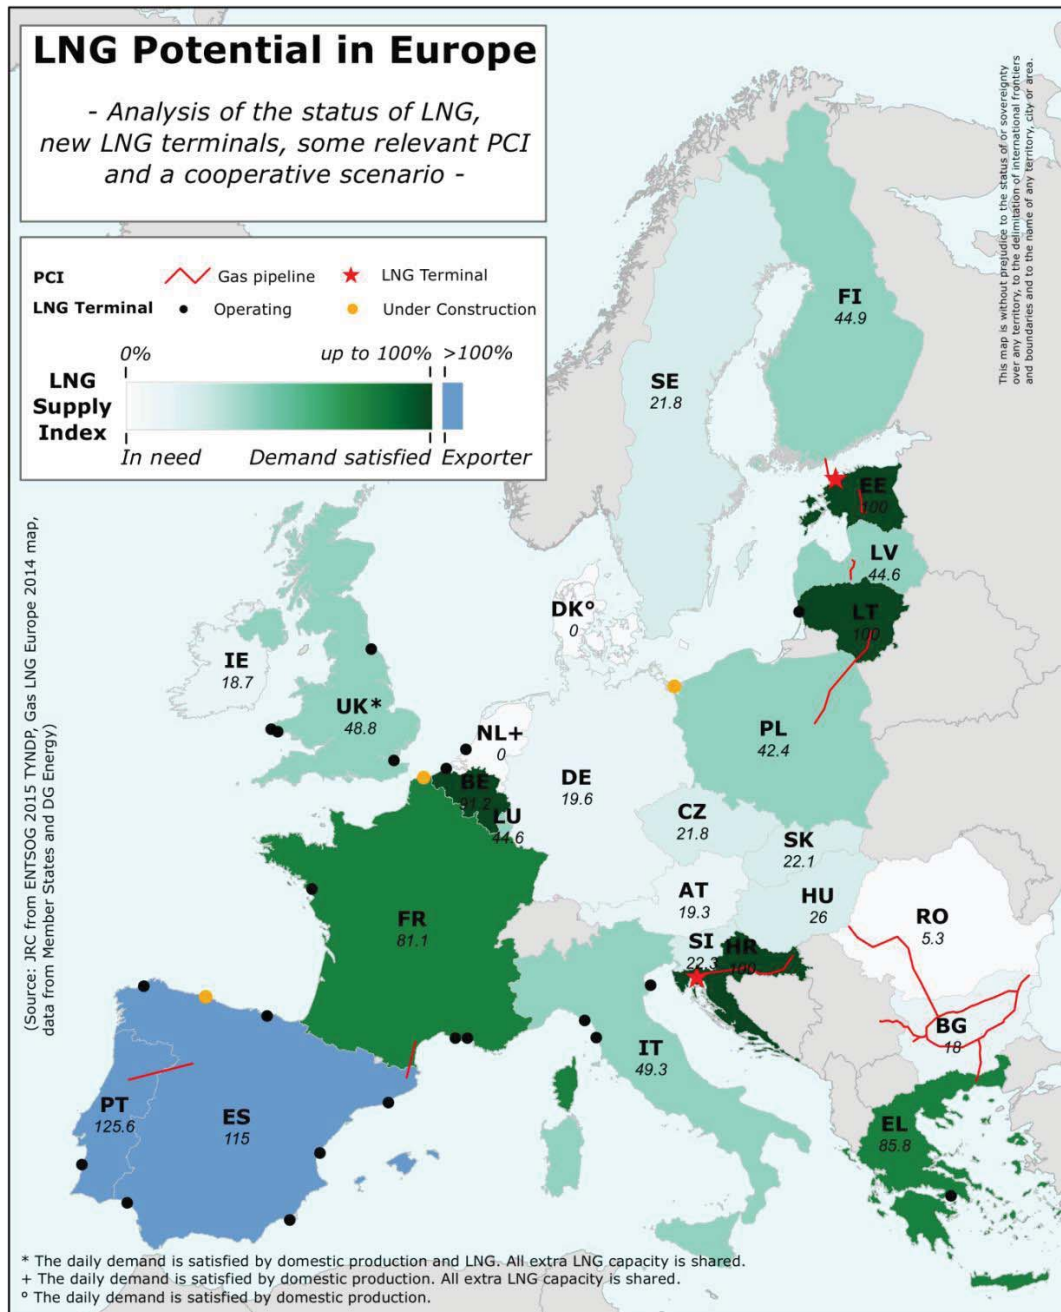 LNG Potential in Europe
- Analysis of the status of LNG,
new LNG terminals, some relevant PCI
and a cooperative scenario -
PCI
Gas pipeline
LNG Terminal
LNG Terminal
Operating
Under Construction
0%
up to 100%
>100%
LNG
Supply
Index
In need
Demand satisfied
Exporter
This map is without prejudice to the status of or sovereignty
over any territory, to the delimitation of international frontiers
and boundaries and to the name of any territory, city or area.
(Source: JRC from ENTSOG 2015 TYNDP, Gas LNG Europe 2014 map,
data from Member States and DG Energy)
FI
44.9
SE
21.8
EE
100
LV
44.6
LT
100
DK°
0
IE
18.7
UK*
48.8
NL+
0
PL
42.4
BE
91.2
DE
19.6
LU
44.6
CZ
21.8
SK
22.1
AT
19.3
HU
26
RO
5.3
FR
81.1
SI
22.3
HR
100
BG
18
IT
49.3
PT
125.6
ES
115
EL
85.8
* The daily demand is satisfied by domestic production and LNG. All extra LNG capacity is shared.
+ The daily demand is satisfied by domestic production. All extra LNG capacity is shared.
° The daily demand is satisfied by domestic production.